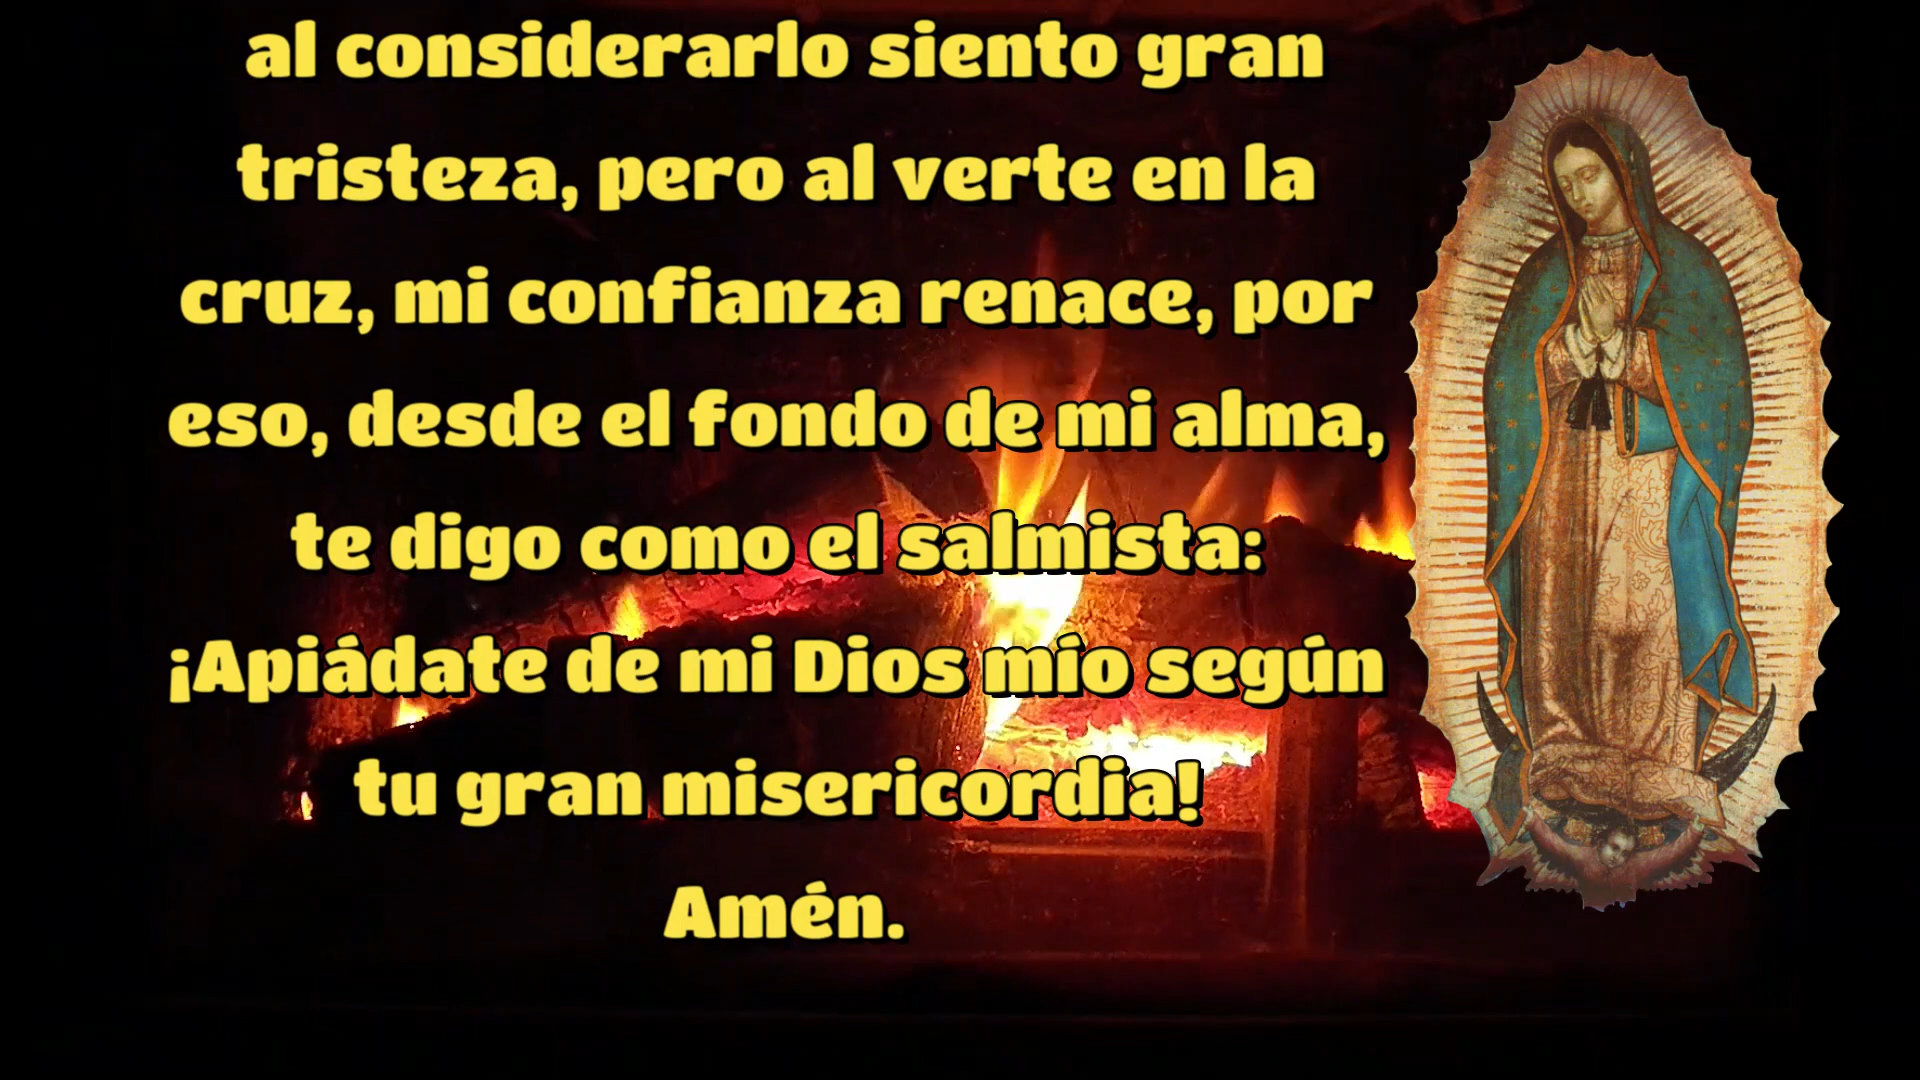 al considerarlo siento gran
tristeza, pero al verte en la
cruz, mi confianza renace, por
eso, desde el fondo de mi alma,
te digo como el salmista:
¡Apiádate de mi Dios mío según
tu gran misericordia!
Amén.